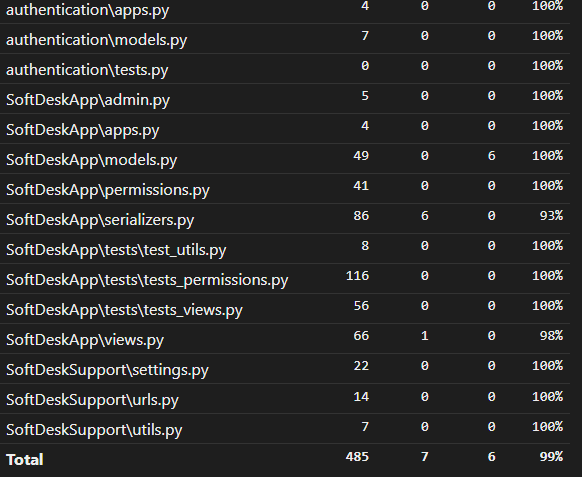 authentication\apps.py 4 0 0 100%
authentication\models.py 7 0 0 100%
authentication\tests.py 0 0 0 100%
SoftDeskApp\admin.py 5 0 0 100%
SoftDeskApp\apps.py 4 0 0 100%
SoftDeskApp\models.py 49 0 6 100%
SoftDeskApp\permissions.py 41 0 0 100%
SoftDeskApp\serializers.py 86 6 0 93%
SoftDeskApp\tests\test_utils.py 8 0 0 100%
SoftDeskApp\tests\tests_permissions.py 116 0 0 100%
SoftDeskApp\tests\tests_views.py 56 0 0 100%
SoftDeskApp\views.py 66 1 0 98%
SoftDeskSupport\settings.py 22 0 0 100%
SoftDeskSupport\urls.py 14 0 0 100%
SoftDeskSupport\utils.py 7 0 0 100%
Total 485 7 6 99%